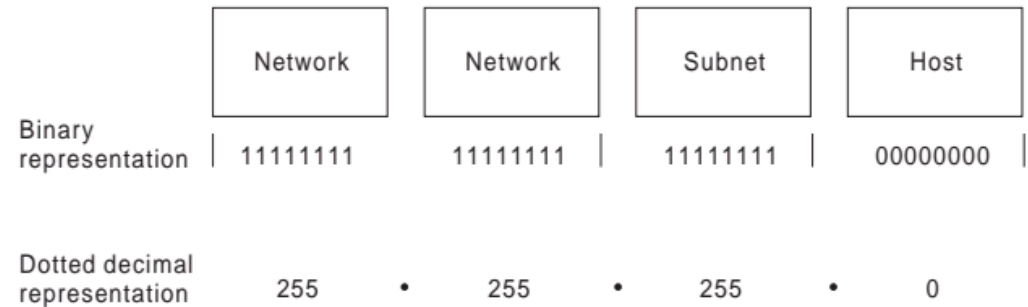 Network Network Subnet Host
Binary
representation | 11111111 11111111 | 11111111 | 00000000 |
Dotted decimal
representation 255 • 255 • 255 • 0